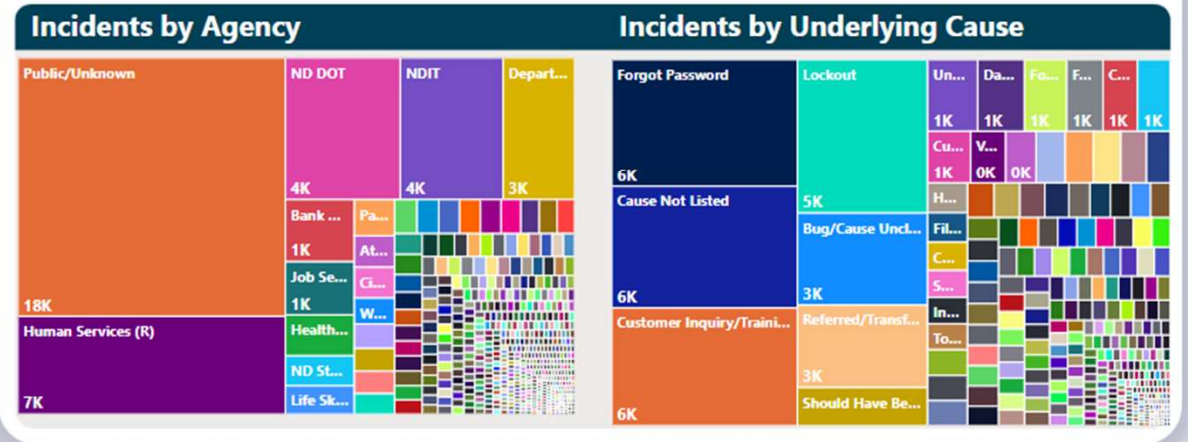 Incidents by Agency
Public/Unknown
18K
Human Services (R)
7K
ND DOT
4K
NDIT
4K
Depart...
3K
Bank ...
1K
Job Se...
1K
Health...
ND St...
Life Sk...
Pa...
At...
Ci...
W...
Incidents by Underlying Cause
Forgot Password
6K
Cause Not Listed
6K
Customer Inquiry/Traini...
6K
Lockout
5K
Bug/Cause Uncl...
3K
Referred/Transf...
3K
Should Have Be...
Un...
1K
Da...
1K
Fo...
1K
F...
1K
C...
1K
1K
Cu...
1K
V...
0K
0K
H...
Fil...
C...
S...
In...
To...